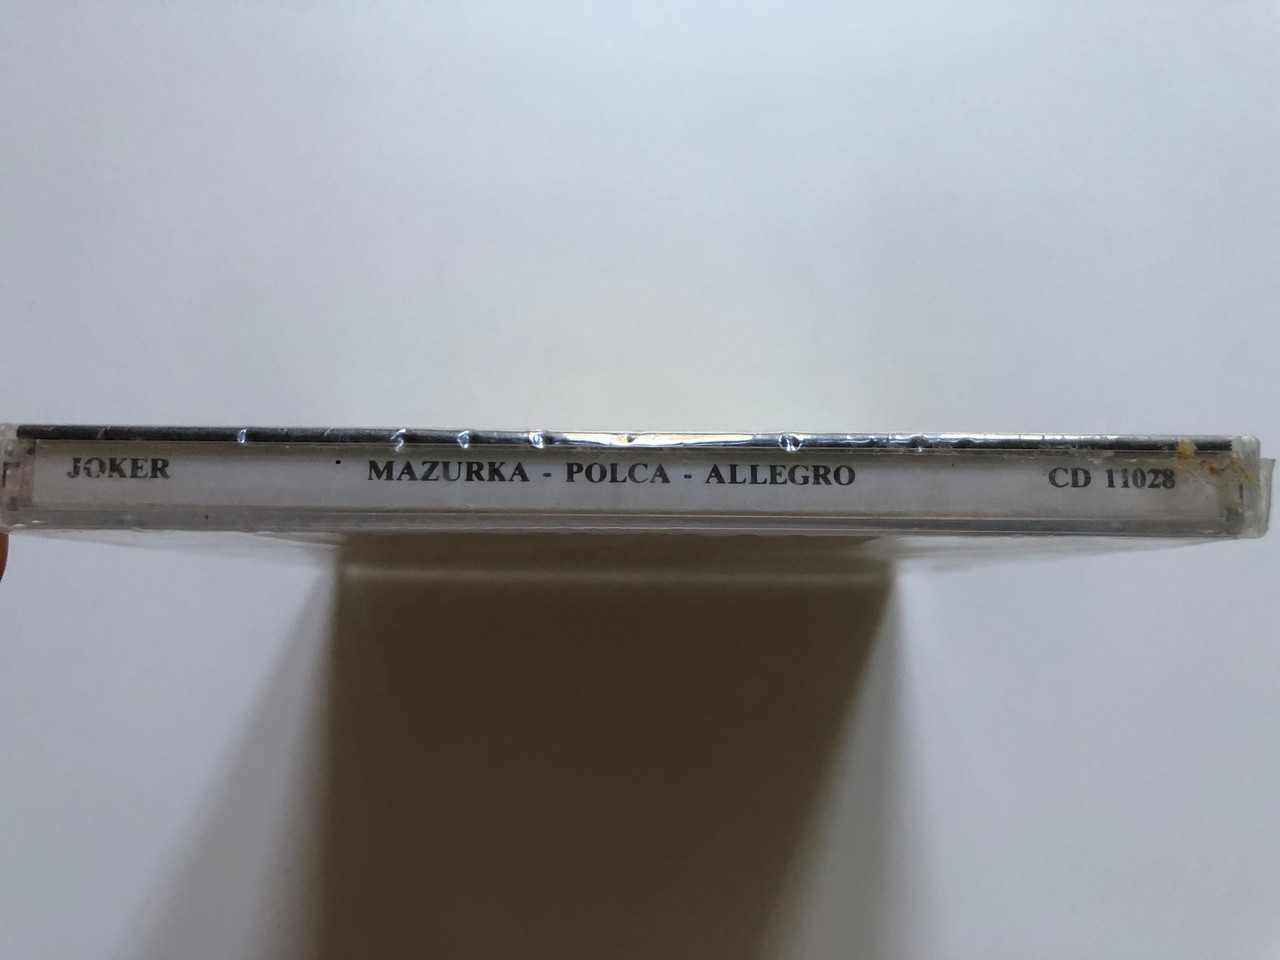 JOKER MAZURKA - POLCA - ALLEGRO CD 11028